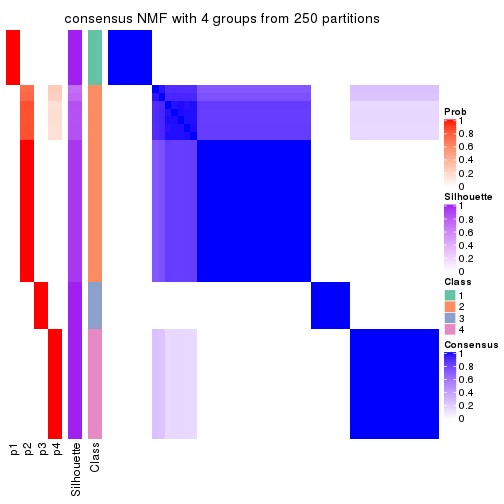 consensus NMF with 4 groups from 250 partitions
Prob
1
0.8
0.6
0.4
0.2
0
Silhouette
1
0.8
0.6
0.4
0.2
0
Class
1
2
3
4
Consensus
1
0.8
0.6
0.4
0.2
0
p1
p2
p3
p4
Silhouette
Class